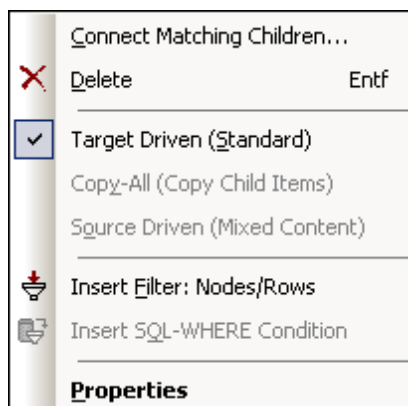 Connect Matching Children...
Delete Entf
Target Driven (Standard)
Copy-All (Copy Child Items)
Source Driven (Mixed Content)
Insert Filter: Nodes/Rows
Insert SQL-WHERE Condition
Properties